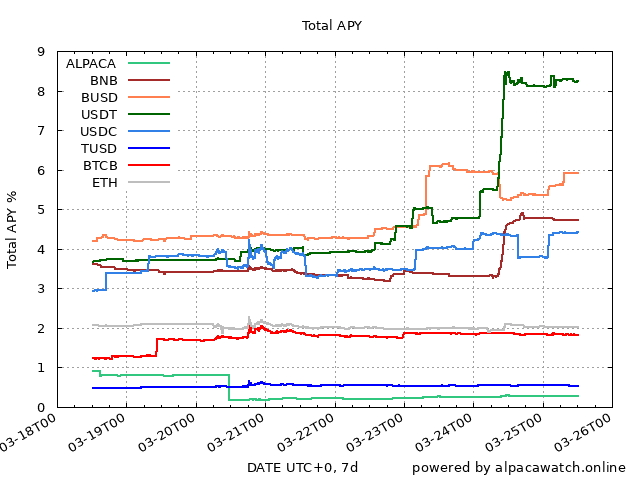 Total APY
Total APY %
9
8
7
6
5
4
3
2
1
0
ALPACA
BNB
BUSD
USDT
USDC
TUSD
BTCB
ETH
03-18T00
03-19T00
03-20T00
03-21T00
03-22T00
03-23T00
03-24T00
03-25T00
03-26T00
DATE UTC+0, 7d
powered by alpacawatch.online